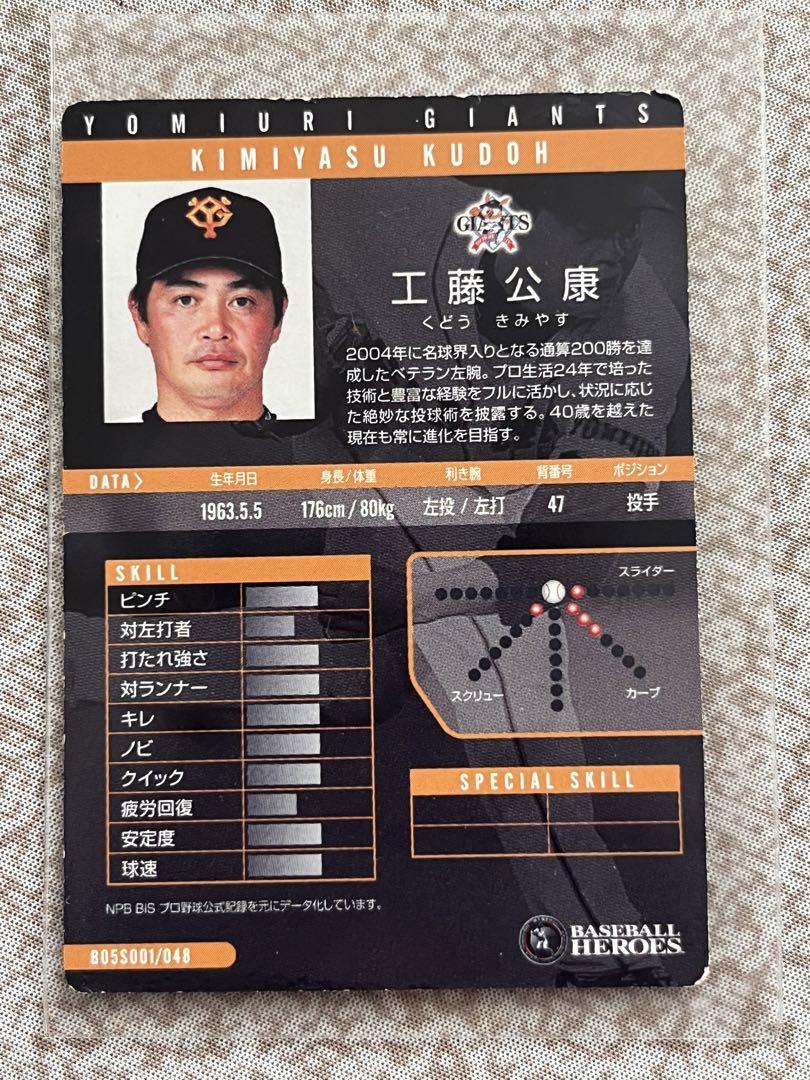 YOMIURI GIANTS
KIMIYASU KUDOH
YG
GIANTS
工藤公康
くどう きみやす
2004年に名球界入りとなる通算200勝を達
成したベテラン左腕。プロ生活24年で培った
技術と豊富な経験をフルに活かし、状況に応じ
た絶妙な投球術を披露する。40歳を越えた
現在も常に進化を目指す。
DATA 生年月日 身長/体重 利き腕 背番号 ポジション
1963.5.5 176cm / 80kg 左投 / 左打 47 投手
SKILL
ピンチ
対左打者
打たれ強さ
対ランナー
キレ
ノビ
クイック
疲労回復
安定度
球速
スライダー
スクリュー
カーブ
SPECIAL SKILL
NPB BIS プロ野球公式記録を元にデータ化しています。
B05S001/048
BASEBALL
HEROES